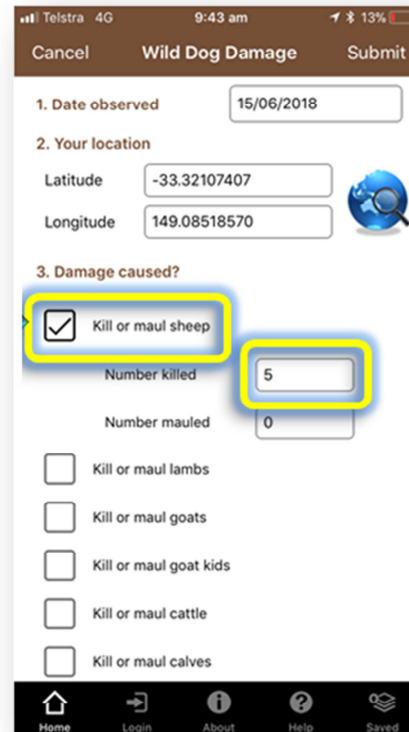 Telstra 4G 9:43 am 13%
Cancel Wild Dog Damage Submit
1. Date observed 15/06/2018
2. Your location
Latitude -33.32107407
Longitude 149.08518570
3. Damage caused?
Kill or maul sheep
Number killed 5
Number mauled 0
Kill or maul lambs
Kill or maul goats
Kill or maul goat kids
Kill or maul cattle
Kill or maul calves
Home Login About Help Saved